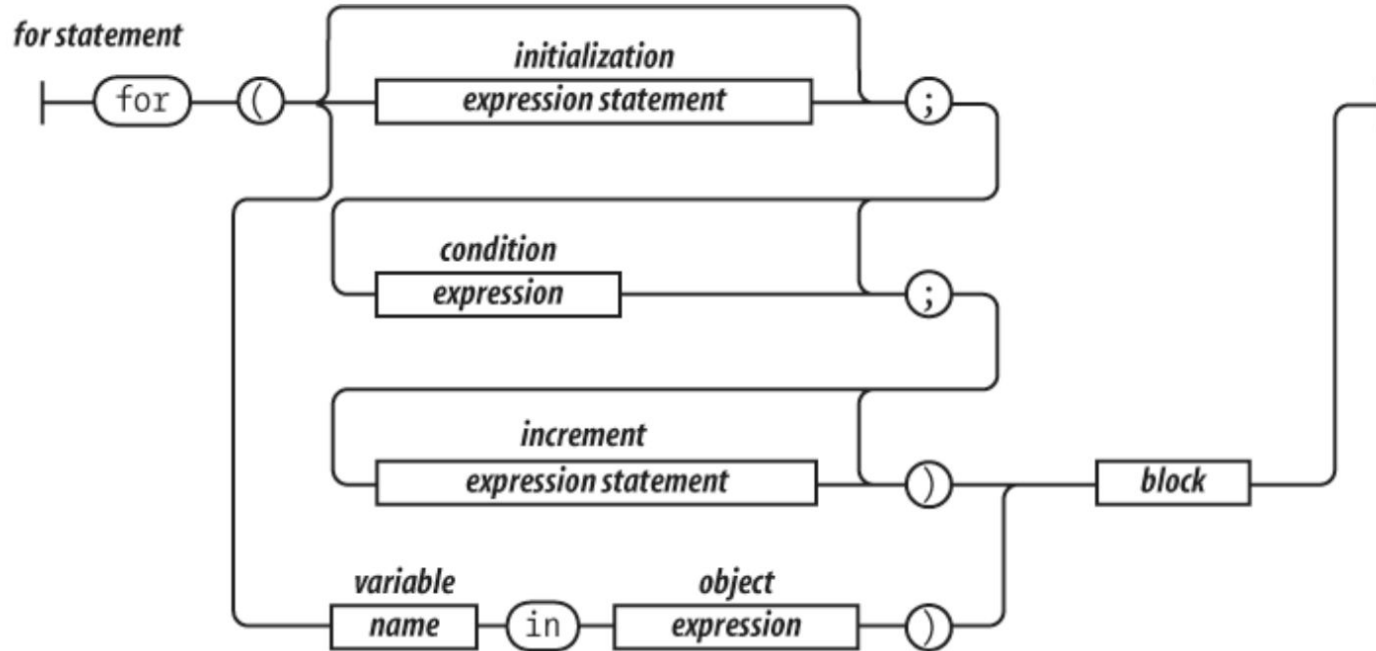 for statement
for ( initialization
expression statement ;
condition
expression ;
increment
expression statement ) block
variable object
name in expression )